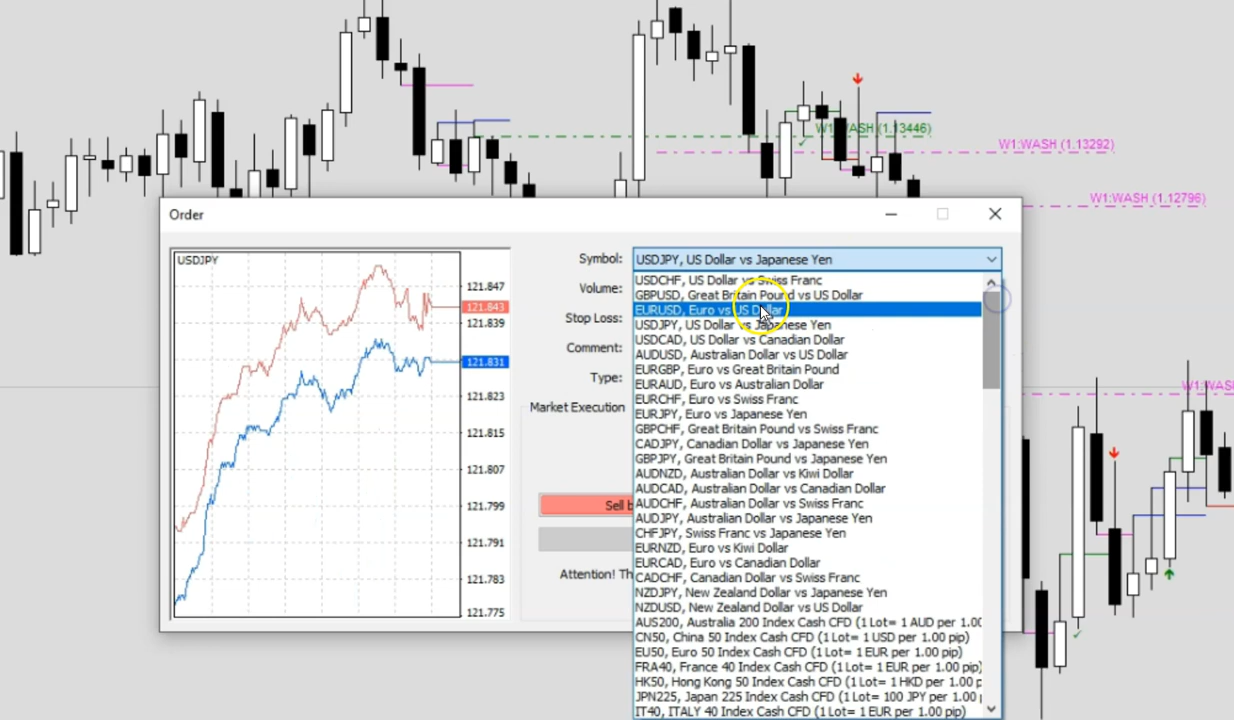 W1:WASH (1.13446)
W1:WASH (1.13292)
W1:WASH (1.12796)
Order
USDJPY
121.847
121.843
121.839
121.831
121.823
121.815
121.807
121.799
121.791
121.783
121.775
Symbol:
USDJPY, US Dollar vs Japanese Yen
Volume:
Stop Loss:
Comment:
Type:
Market Execution
Sell b
Attention! Th
USDCHF, US Dollar vs Swiss Franc
GBPUSD, Great Britain Pound vs US Dollar
EURUSD, Euro vs US Dollar
USDJPY, US Dollar vs Japanese Yen
USDCAD, US Dollar vs Canadian Dollar
AUDUSD, Australian Dollar vs US Dollar
EURGBP, Euro vs Great Britain Pound
EURAUD, Euro vs Australian Dollar
EURCHF, Euro vs Swiss Franc
EURJPY, Euro vs Japanese Yen
GBPCHF, Great Britain Pound vs Swiss Franc
CADJPY, Canadian Dollar vs Japanese Yen
GBPJPY, Great Britain Pound vs Japanese Yen
AUDNZD, Australian Dollar vs Kiwi Dollar
AUDCAD, Australian Dollar vs Canadian Dollar
AUDCHF, Australian Dollar vs Swiss Franc
AUDJPY, Australian Dollar vs Japanese Yen
CHFJPY, Swiss Franc vs Japanese Yen
EURNZD, Euro vs Kiwi Dollar
EURCAD, Euro vs Canadian Dollar
CADCHF, Canadian Dollar vs Swiss Franc
NZDJPY, New Zealand Dollar vs Japanese Yen
NZDUSD, New Zealand Dollar vs US Dollar
AUS200, Australia 200 Index Cash CFD (1 Lot= 1 AUD per 1.00
CN50, China 50 Index Cash CFD (1 Lot= 1 USD per 1.00 pip)
EU50, Euro 50 Index Cash CFD (1 Lot= 1 EUR per 1.00 pip)
FRA40, France 40 Index Cash CFD (1 Lot= 1 EUR per 1.00 pip)
HK50, Hong Kong 50 Index Cash CFD (1 Lot= 1 HKD per 1.00 p
JPN225, Japan 225 Index Cash CFD (1 Lot= 100 JPY per 1.00 p
IT40, ITALY 40 Index Cash CFD (1 Lot= 1 EUR per 1.00 pip)
W1:WAS